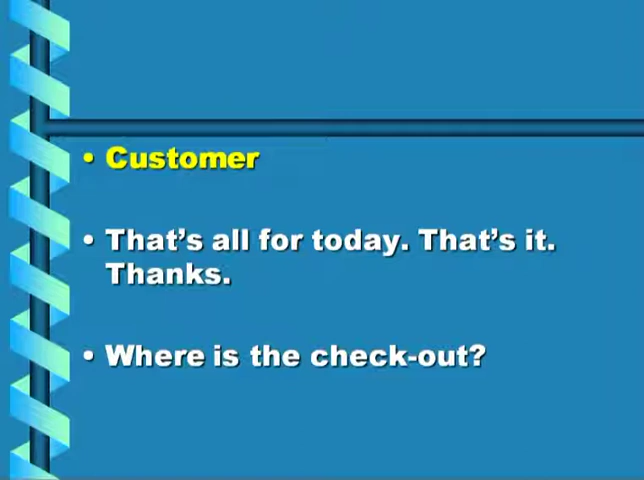 • Customer
• That's all for today. That's it.
Thanks.
• Where is the check-out?